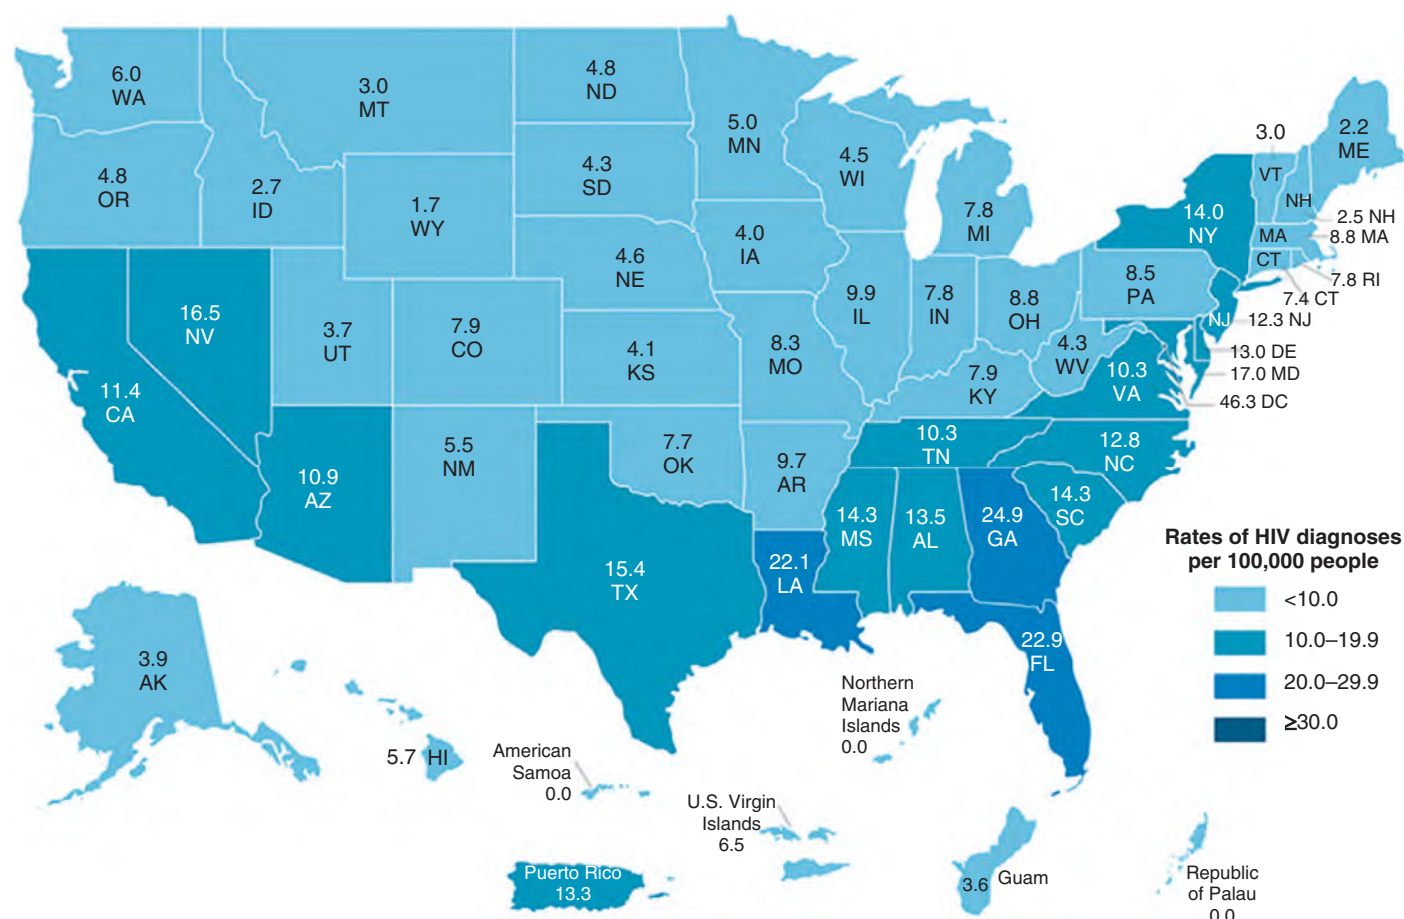 6.0
WA
3.0
MT
4.8
ND
5.0
MN
4.5
WI
7.8
MI
3.0
VT
NH
2.2
ME
4.8
OR
2.7
ID
1.7
WY
4.3
SD
4.0
IA
14.0
NY
2.5 NH
MA
8.8 MA
CT
7.8 RI
7.4 CT
16.5
NV
3.7
UT
7.9
CO
4.6
NE
4.1
KS
8.3
MO
9.9
IL
7.8
IN
8.8
OH
8.5
PA
NJ
12.3 NJ
13.0 DE
17.0 MD
46.3 DC
4.3
WV
10.3
VA
7.9
KY
11.4
CA
10.9
AZ
5.5
NM
7.7
OK
9.7
AR
10.3
TN
12.8
NC
14.3
SC
15.4
TX
22.1
LA
14.3
MS
13.5
AL
24.9
GA
22.9
FL
3.9
AK
5.7 HI
American
Samoa
0.0
Northern
Mariana
Islands
0.0
U.S. Virgin
Islands
6.5
Puerto Rico
13.3
3.6 Guam
Republic
of Palau
0.0
Rates of HIV diagnoses
per 100,000 people
<10.0
10.0–19.9
20.0–29.9
≥30.0